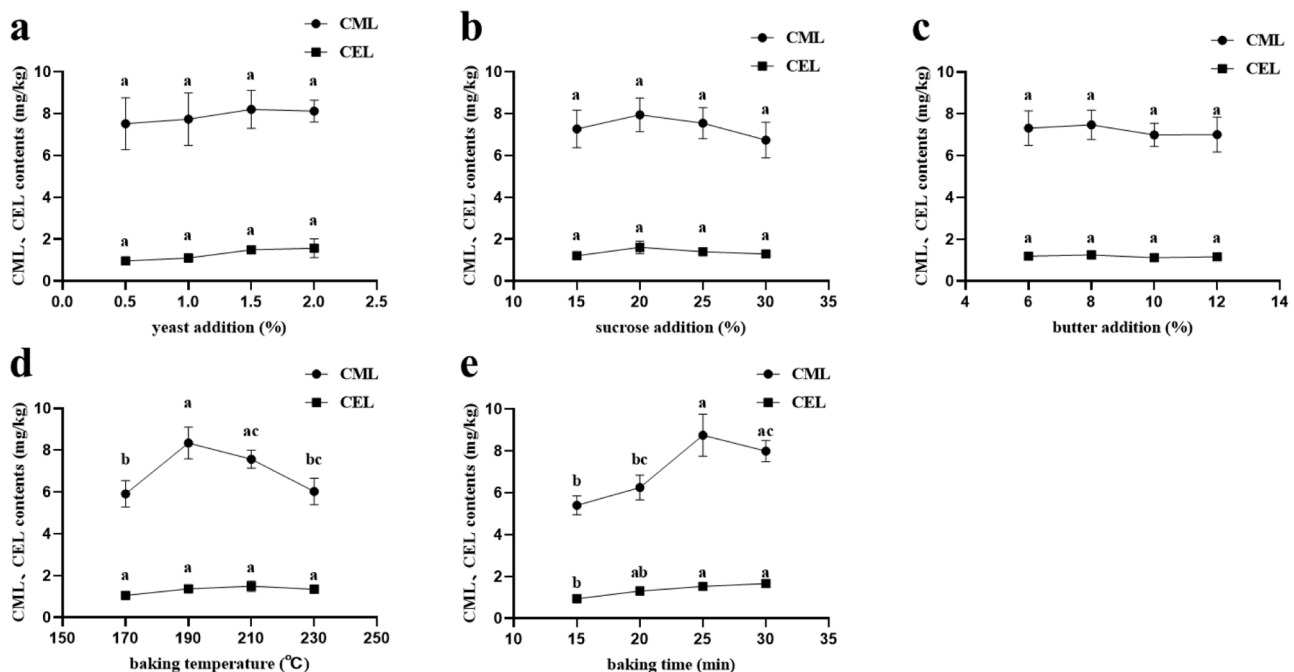 a
CML
CEL
CML、CEL contents (mg/kg)
10
8
6
4
2
0
a a a a
a a a a
0.0 0.5 1.0 1.5 2.0 2.5
yeast addition (%)
b
CML
CEL
CML、CEL contents (mg/kg)
10
8
6
4
2
0
a a a a
a a a a
10 15 20 25 30 35
sucrose addition (%)
c
CML
CEL
CML、CEL contents (mg/kg)
10
8
6
4
2
0
a a a a
a a a a
4 6 8 10 12 14
butter addition (%)
d
CML
CEL
CML、CEL contents (mg/kg)
10
8
6
4
2
0
b a ac bc
a a a a
150 170 190 210 230 250
baking temperature (℃)
e
CML
CEL
CML、CEL contents (mg/kg)
10
8
6
4
2
0
b bc a ac
b ab a a
10 15 20 25 30 35
baking time (min)